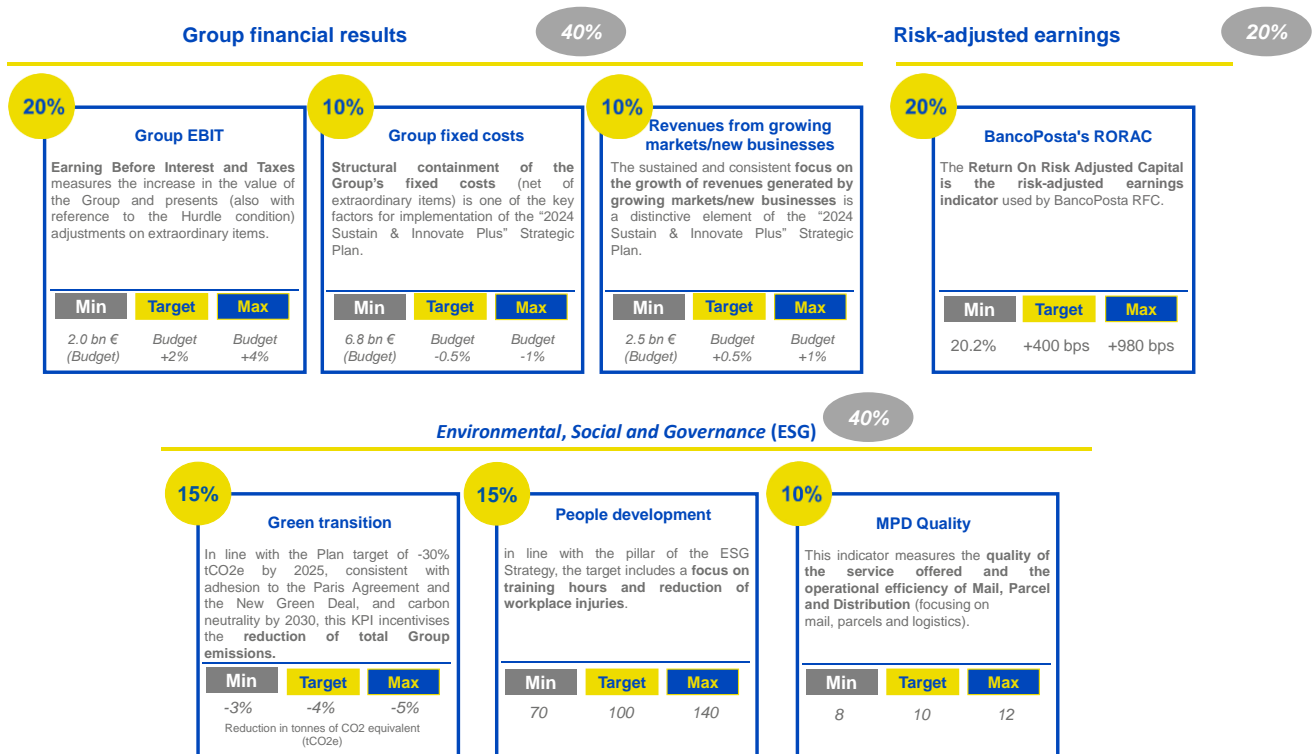 Group financial results
40%
Risk-adjusted earnings
20%
20%
Group EBIT
Earning Before Interest and Taxes
measures the increase in the value of
the Group and presents (also with
reference to the Hurdle condition)
adjustments on extraordinary items.
Min Target Max
2.0 bn € Budget Budget
(Budget) +2% +4%
10%
Group fixed costs
Structural containment of the
Group's fixed costs (net of
extraordinary items) is one of the key
factors for implementation of the “2024
Sustain & Innovate Plus” Strategic
Plan.
Min Target Max
6.8 bn € Budget Budget
(Budget) -0.5% -1%
10%
Revenues from growing
markets/new businesses
The sustained and consistent focus on
the growth of revenues generated by
growing markets/new businesses is
a distinctive element of the “2024
Sustain & Innovate Plus” Strategic
Plan.
Min Target Max
2.5 bn € Budget Budget
(Budget) +0.5% +1%
20%
BancoPosta's RORAC
The Return On Risk Adjusted Capital
is the risk-adjusted earnings
indicator used by BancoPosta RFC.
Min Target Max
20.2% +400 bps +980 bps
Environmental, Social and Governance (ESG)
40%
15%
Green transition
In line with the Plan target of -30%
tCO2e by 2025, consistent with
adhesion to the Paris Agreement and
the New Green Deal, and carbon
neutrality by 2030, this KPI incentivises
the reduction of total Group
emissions.
Min Target Max
-3% -4% -5%
Reduction in tonnes of CO2 equivalent
(tCO2e)
15%
People development
in line with the pillar of the ESG
Strategy, the target includes a focus on
training hours and reduction of
workplace injuries.
Min Target Max
70 100 140
10%
MPD Quality
This indicator measures the quality of
the service offered and the
operational efficiency of Mail, Parcel
and Distribution (focusing on
mail, parcels and logistics).
Min Target Max
8 10 12